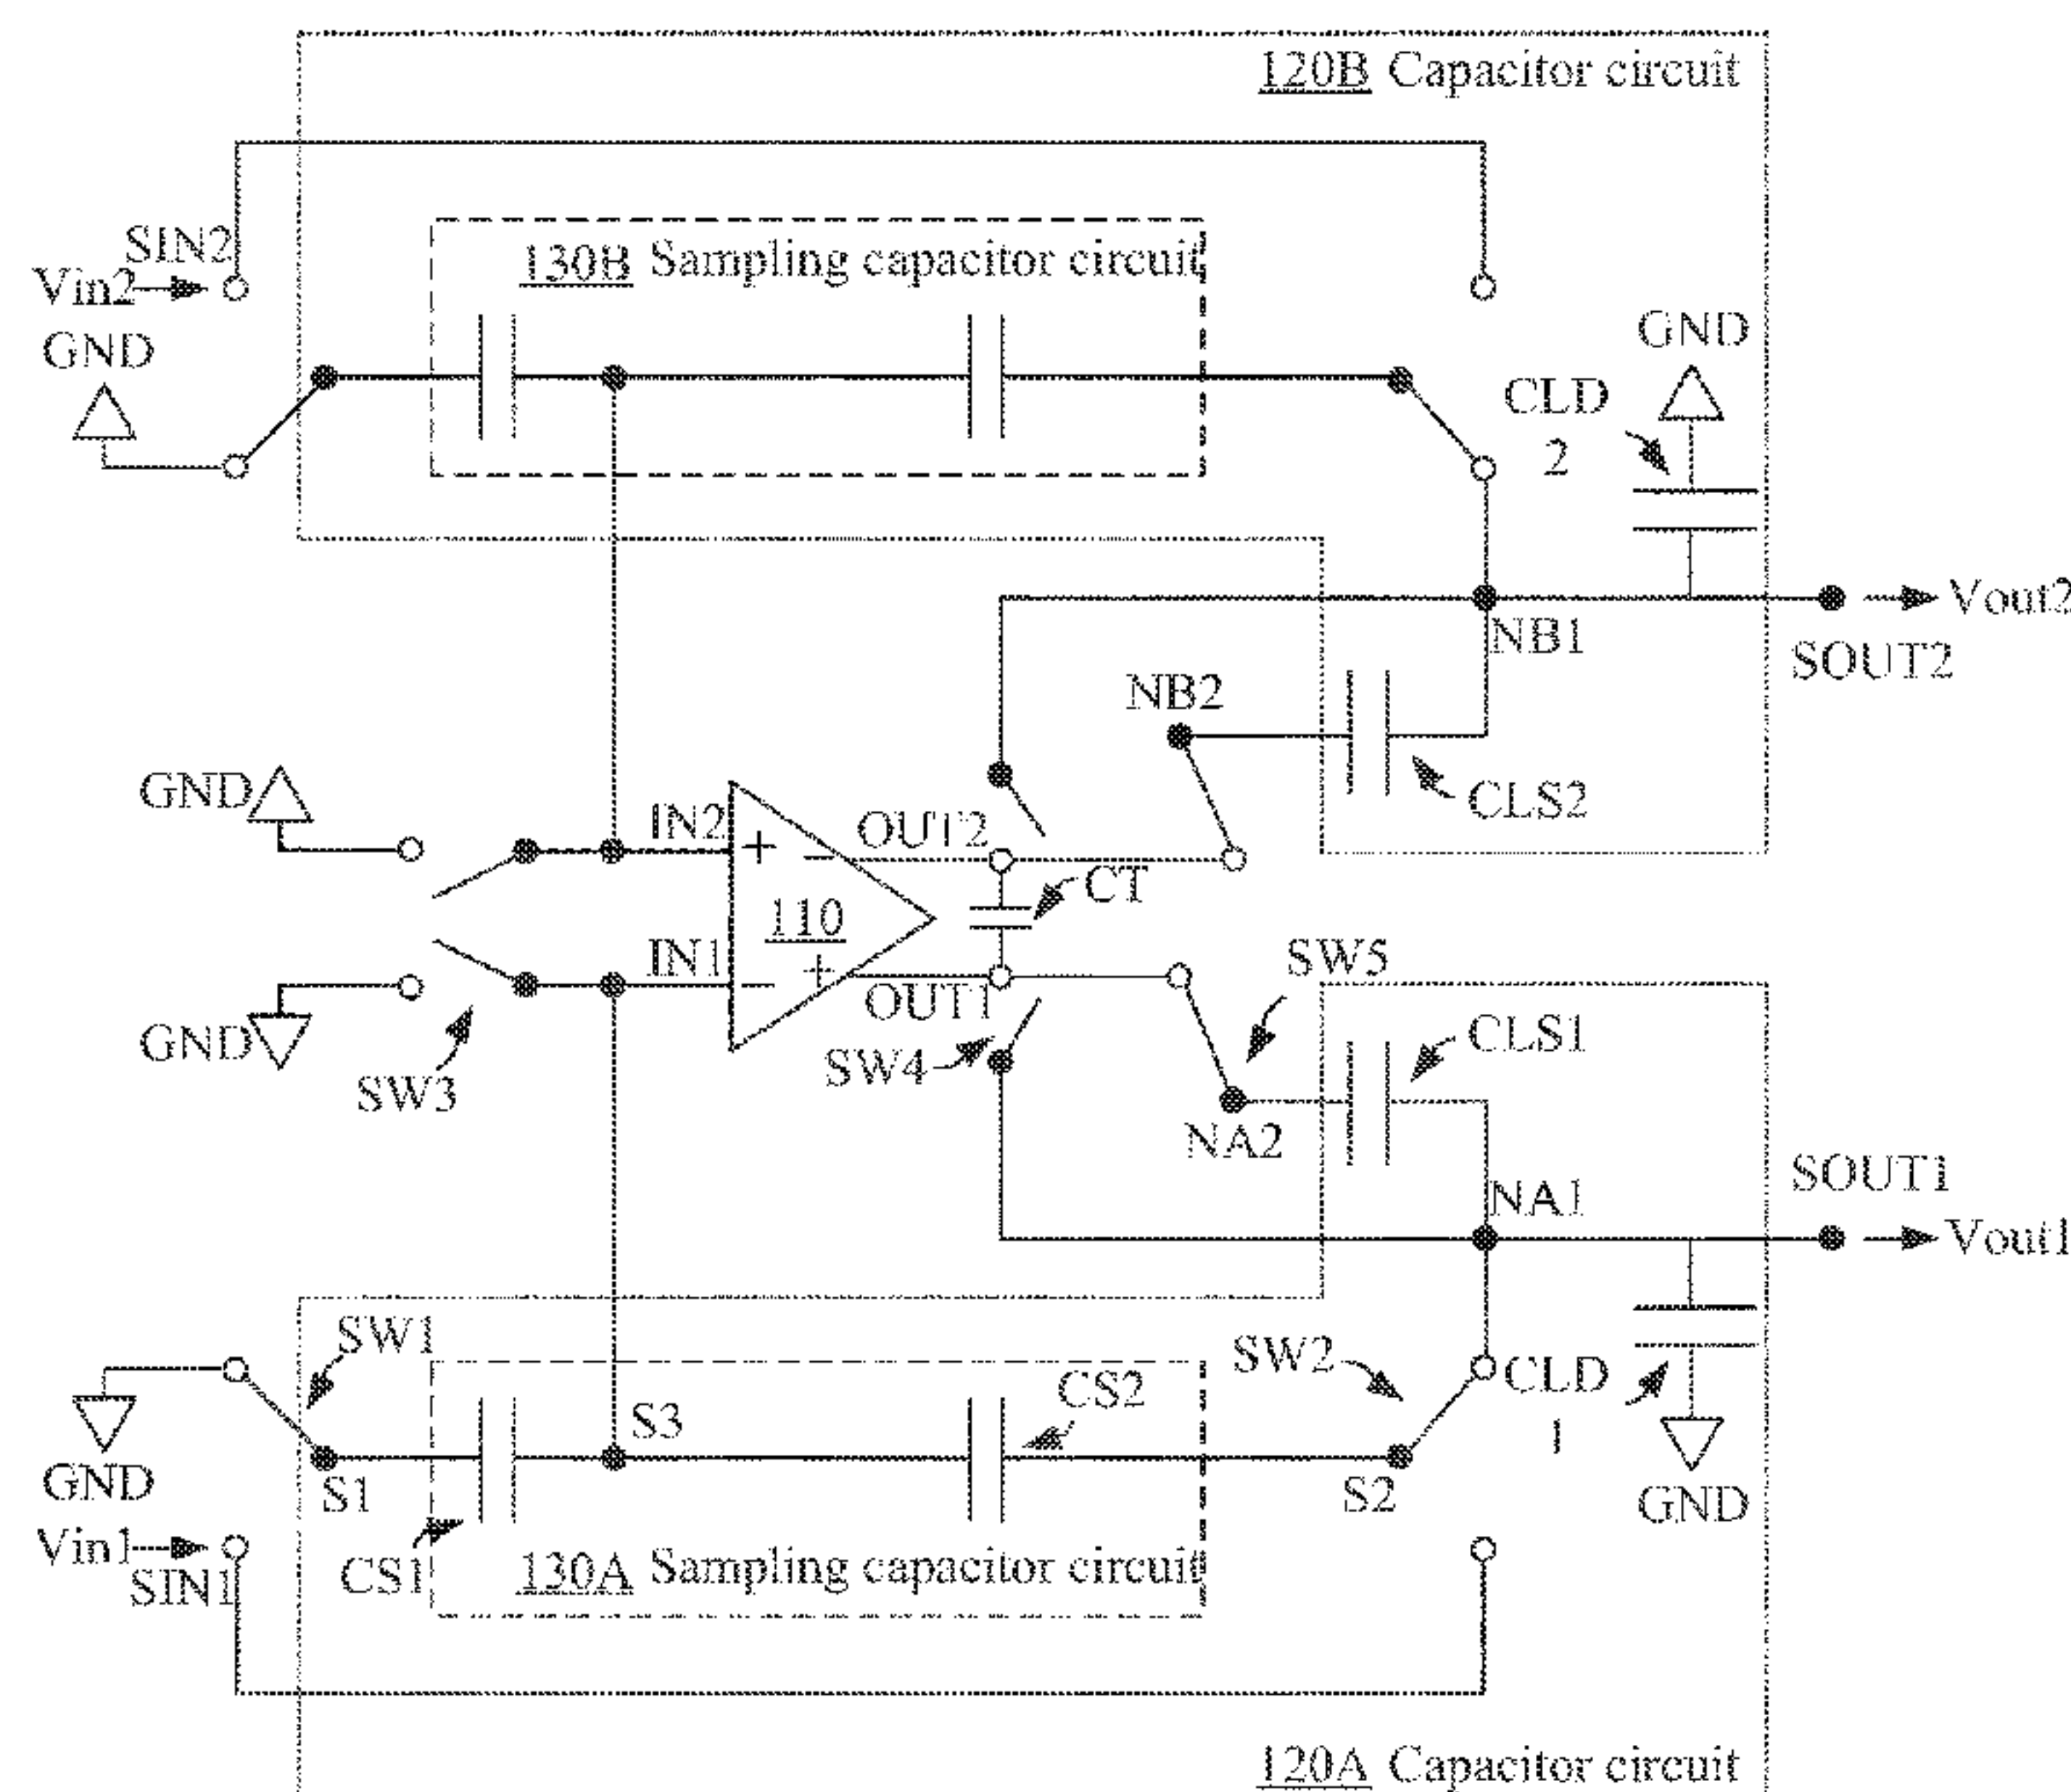 120B Capacitor circuit
SIN2
Vin2
GND
130B Sampling capacitor circuit
GND
CLD
2
Vout2
NB1
SOUT2
NB2
CLS2
GND
IN2
OUT2
CT
110
IN1
OUT1
SW5
CLS1
GND
SW3
SW4
NA2
NA1
SOUT1
Vout1
SW1
S3
CS2
SW2
CLD
1
GND
S1
S2
GND
Vin1
SIN1
CS1
130A Sampling capacitor circuit
120A Capacitor circuit